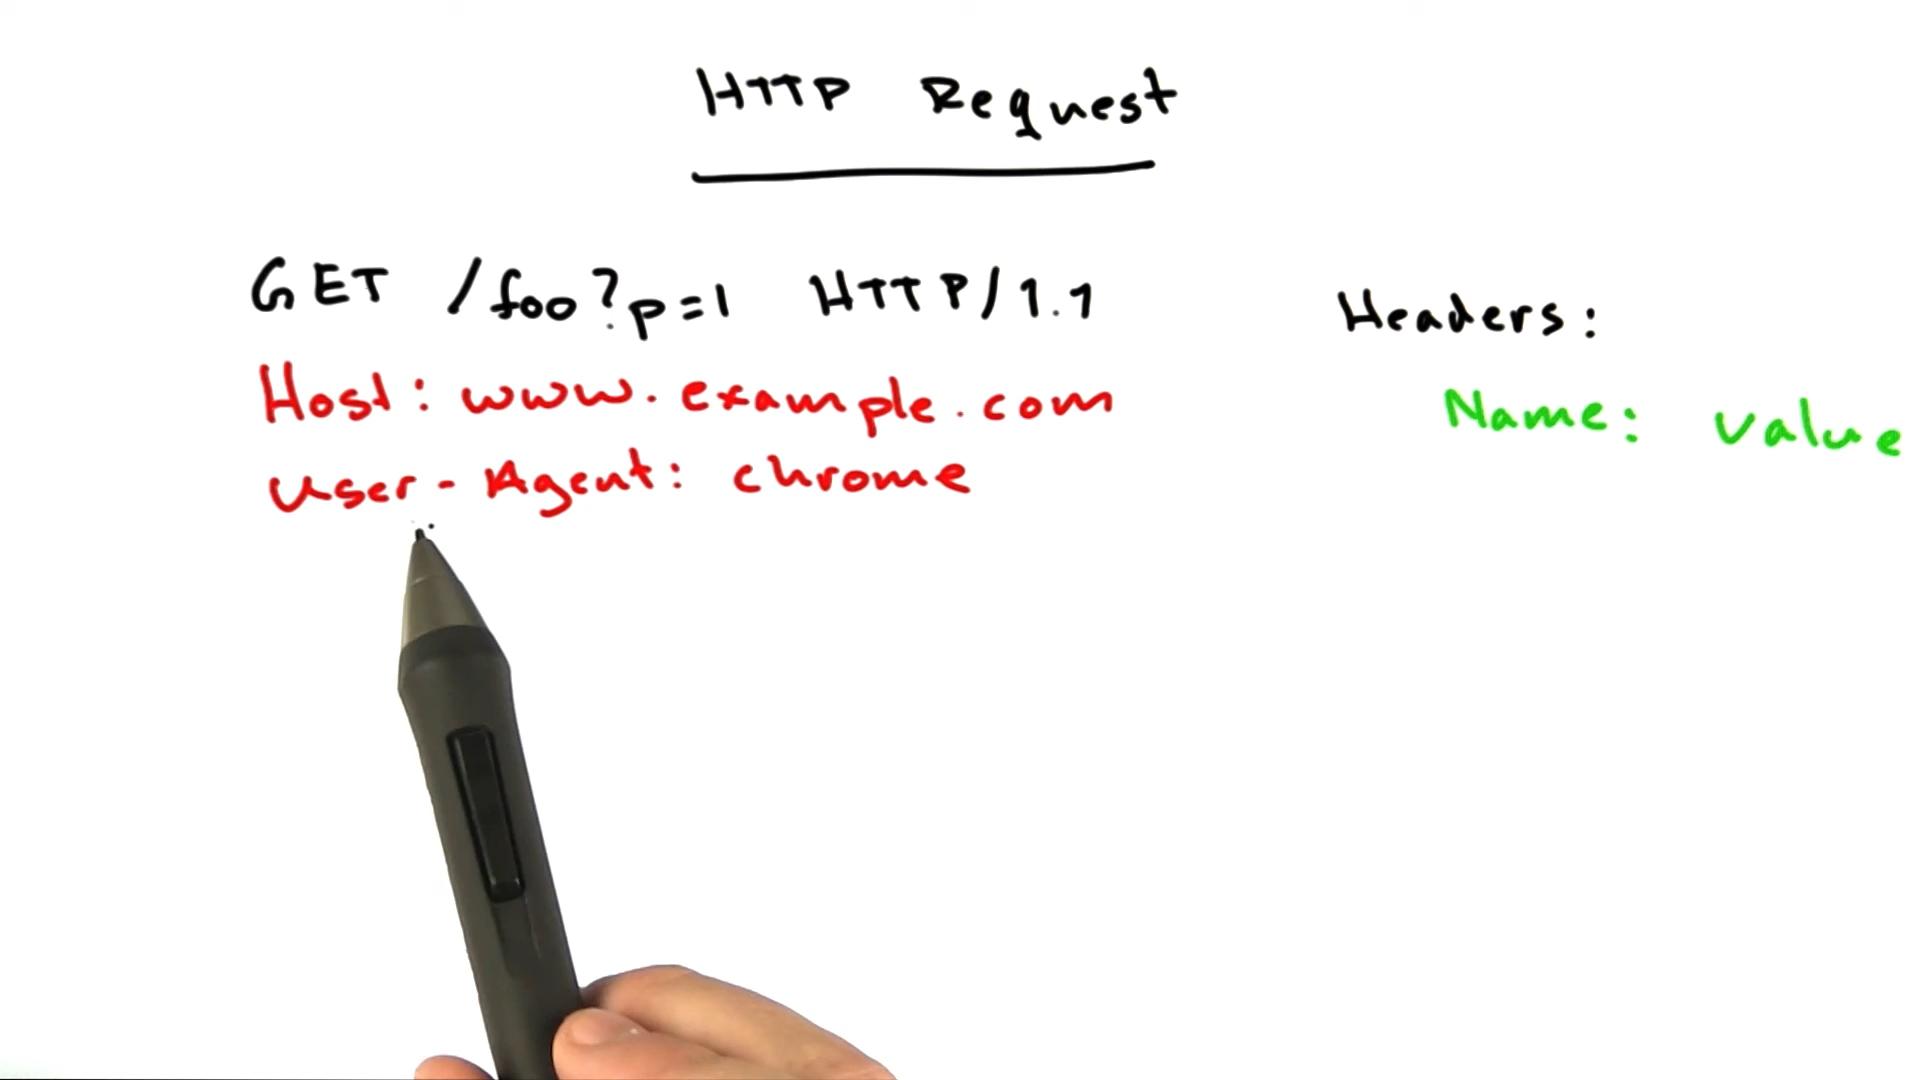 HTTP Request
GET /foo?p=1 HTTP/1.1
Host: www.example.com
User-Agent: chrome
Headers:
Name: value